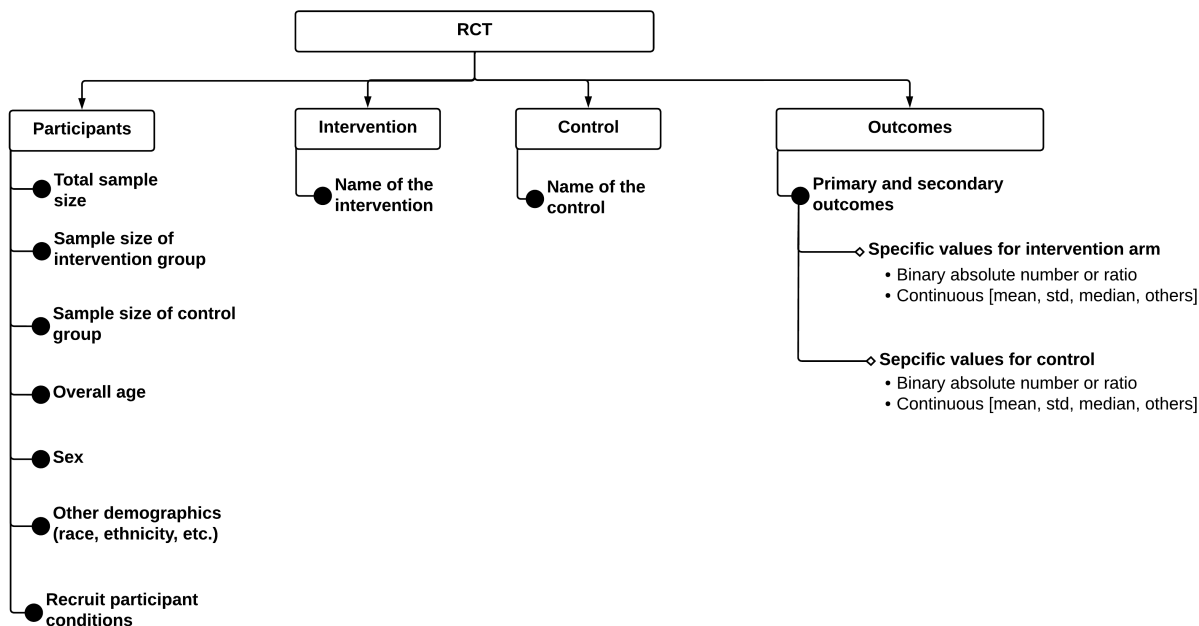 RCT
Participants
Total sample
size
Sample size of
intervention group
Sample size of control
group
Overall age
Sex
Other demographics
(race, ethnicity, etc.)
Recruit participant
conditions
Intervention
Name of the
intervention
Control
Name of the
control
Outcomes
Primary and secondary
outcomes
Specific values for intervention arm
• Binary absolute number or ratio
• Continuous [mean, std, median, others]
Sepcific values for control
• Binary absolute number or ratio
• Continuous [mean, std, median, others]